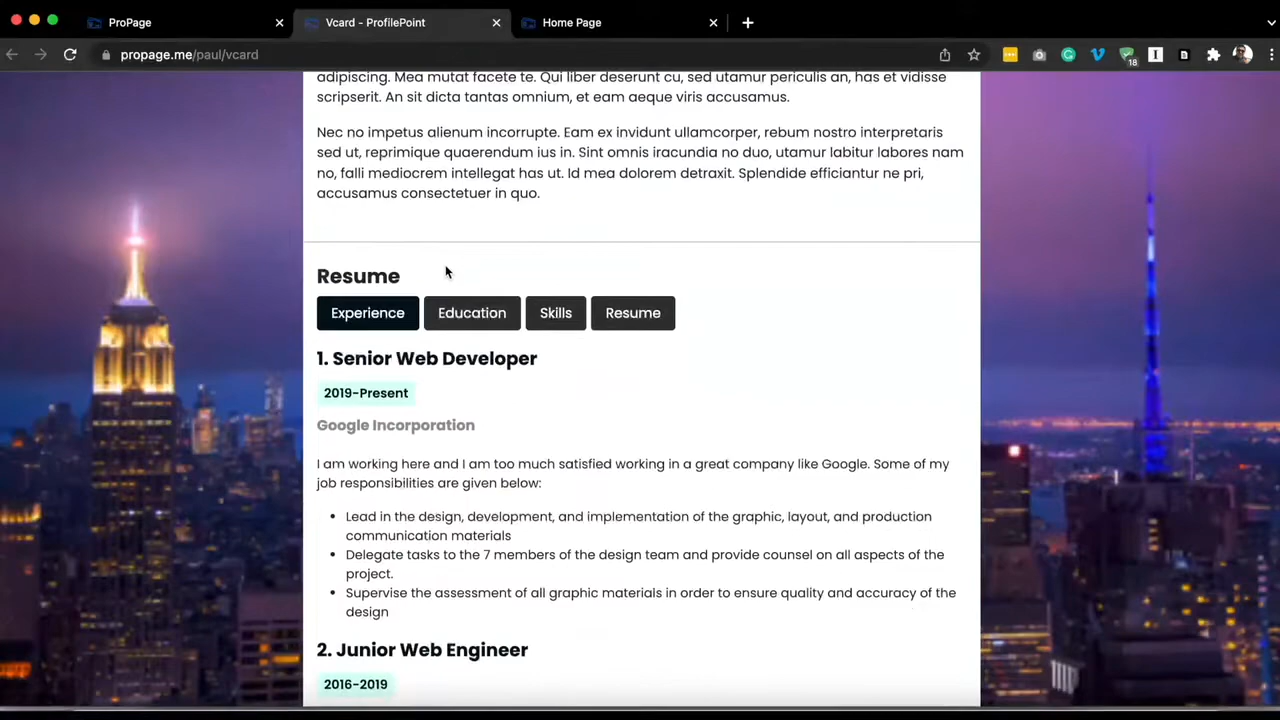 ProPage
Vcard - ProfilePoint
Home Page
propage.me/paul/vcard
18
adipiscing. Mea mutat facete te. Qui liber deserunt cu, sed utamur periculis an, has et vidisse
scripserit. An sit dicta tantas omnium, et eam aeque viris accusamus.
Nec no impetus alienum incorrupte. Eam ex invidunt ullamcorper, rebum nostro interpretaris
sed ut, reprimique quaerendum ius in. Sint omnis iracundia no duo, utamur labitur labores nam
no, falli mediocrem intellegat has ut. Id mea dolorem detraxit. Splendide efficiantur ne pri,
accusamus consectetuer in quo.
Resume
Experience Education Skills Resume
1. Senior Web Developer
2019-Present
Google Incorporation
I am working here and I am too much satisfied working in a great company like Google. Some of my
job responsibilities are given below:
• Lead in the design, development, and implementation of the graphic, layout, and production
communication materials
• Delegate tasks to the 7 members of the design team and provide counsel on all aspects of the
project.
• Supervise the assessment of all graphic materials in order to ensure quality and accuracy of the
design
2. Junior Web Engineer
2016-2019